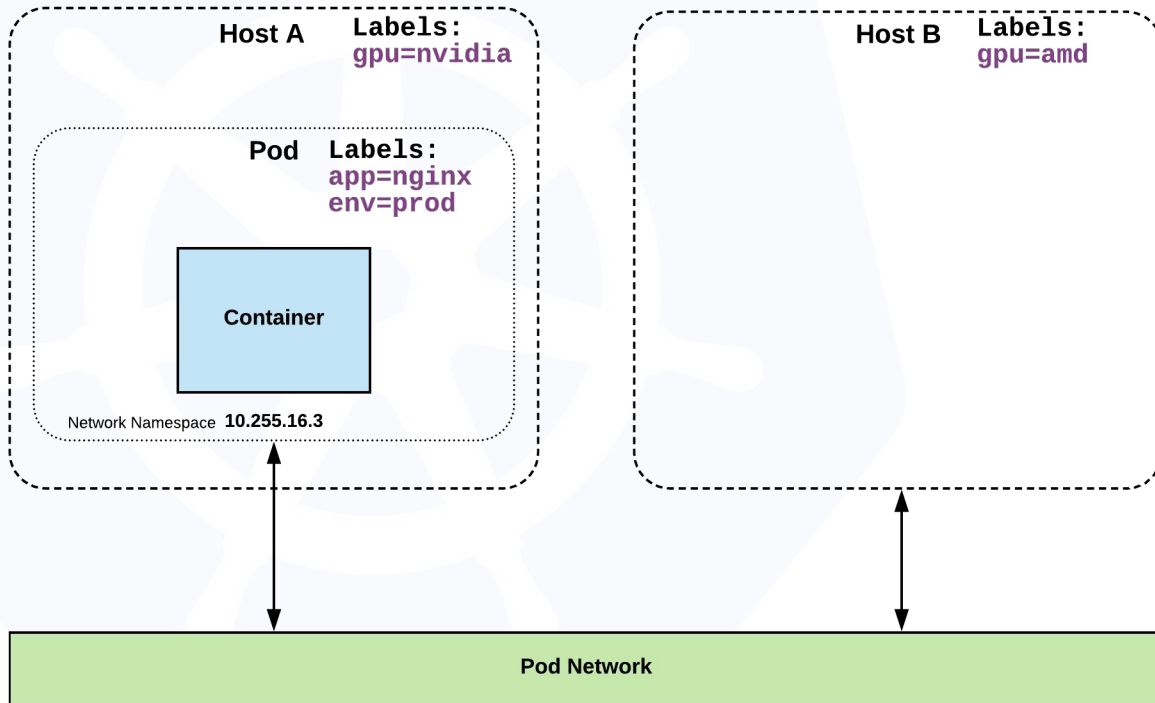 Host A
Labels:
gpu=nvidia
Pod
Labels:
app=nginx
env=prod
Container
Network Namespace 10.255.16.3
Host B
Labels:
gpu=amd
Pod Network